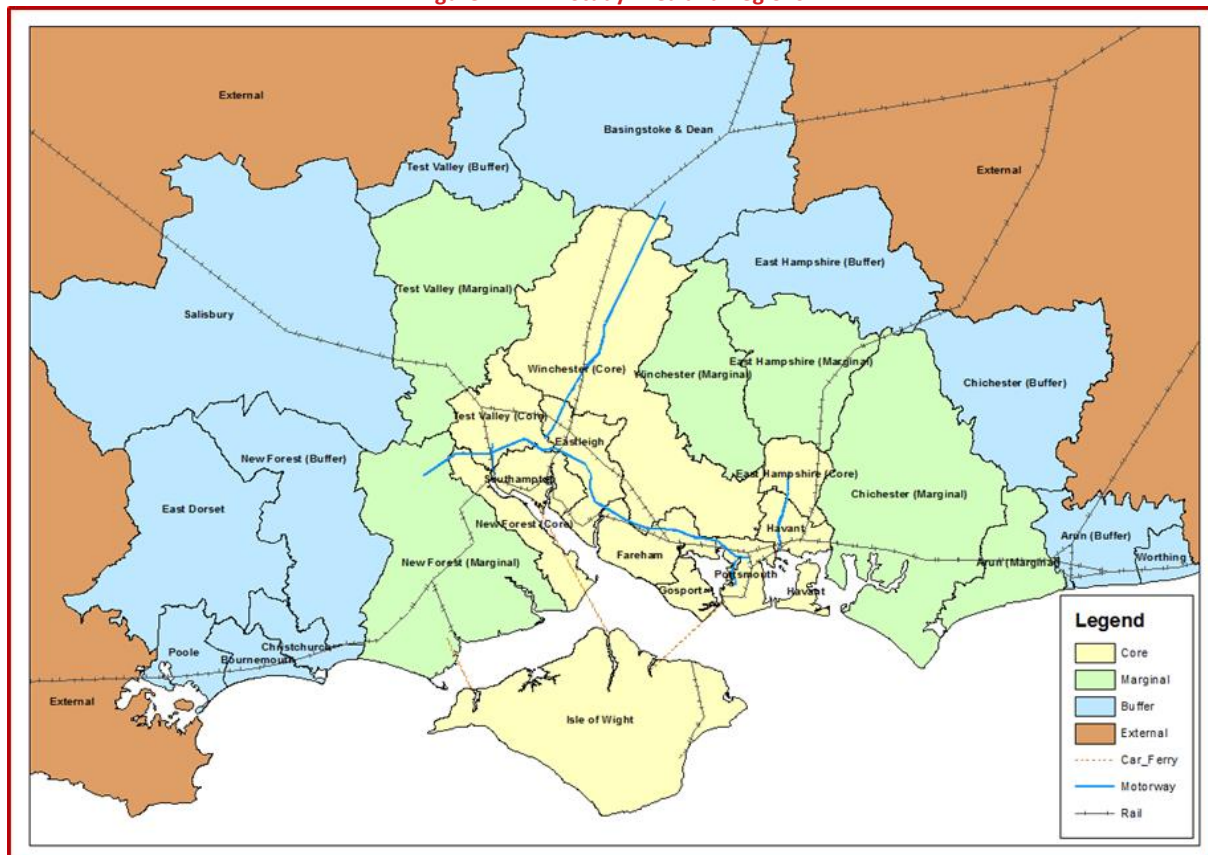 External
Basingstoke & Dean
Test Valley (Buffer)
External
East Hampshire (Buffer)
Test Valley (Marginal)
Salisbury
East Hampshire (Marginal)
Winchester (Core)
Winchester (Marginal)
Chichester (Buffer)
Test Valley (Core)
Eastleigh
New Forest (Buffer)
East Hampshire (Core)
Southampton
Chichester (Marginal)
East Dorset
New Forest (Core)
Havant
Arun (Buffer)
Fareham
Worthing
New Forest (Marginal)
Arun (Marginal)
Portsmouth
Gosport
Havant
Christchurch
Poole
Bournemouth
External
Isle of Wight
Legend
Core
Marginal
Buffer
External
Car_Ferry
Motorway
Rail